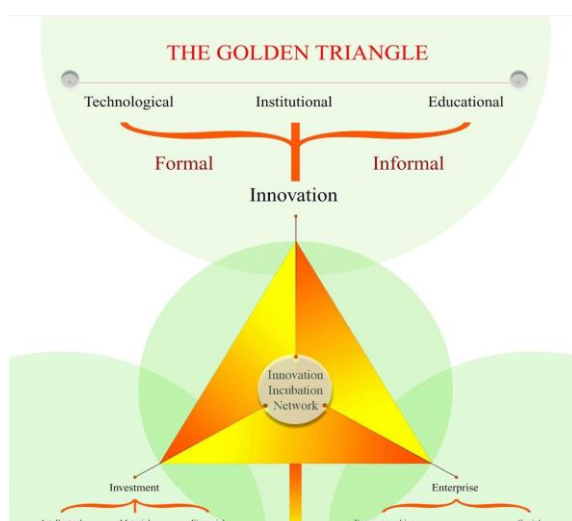 THE GOLDEN TRIANGLE
Technological Institutional Educational
Formal Informal
Innovation
Innovation
Incubation
Network
Investment Enterprise